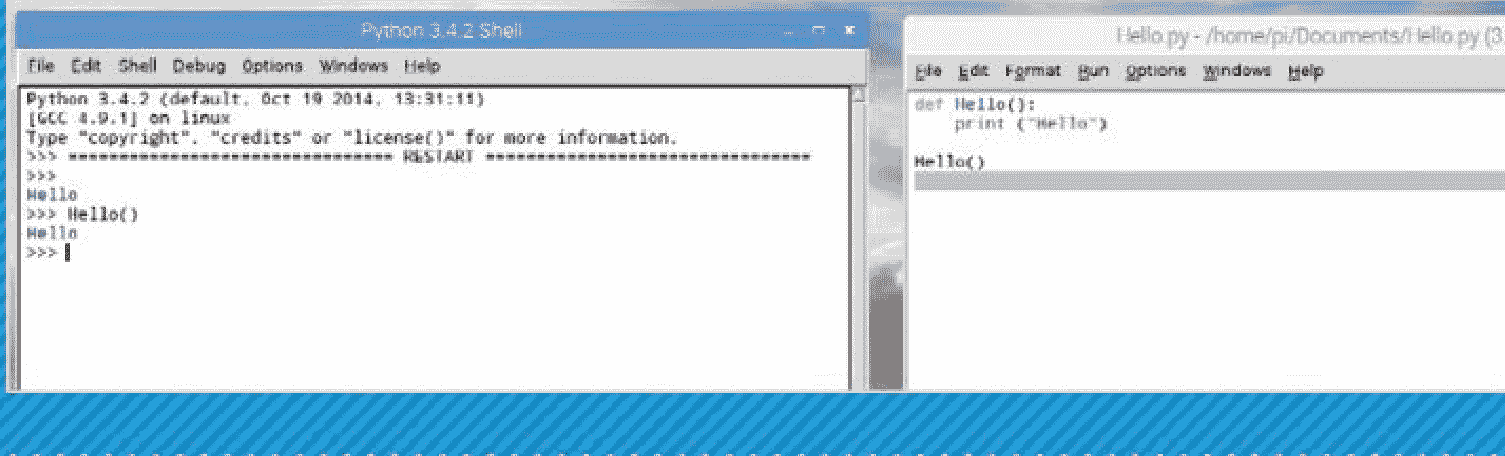 Python 3.4.2 Shell
File Edit Shell Debug Options Windows Help
Python 3.4.2 (default, Oct 19 2014, 13:31:11)
[GCC 4.9.1] on linux
Type "copyright", "credits" or "license()" for more information.
>>> ================================ RESTART ================================
>>>
Hello
>>> Hello()
Hello
>>>
Hello.py - /home/pi/Documents/Hello.py (3
File Edit Format Run Options Windows Help
def Hello():
    print ("Hello")
Hello()